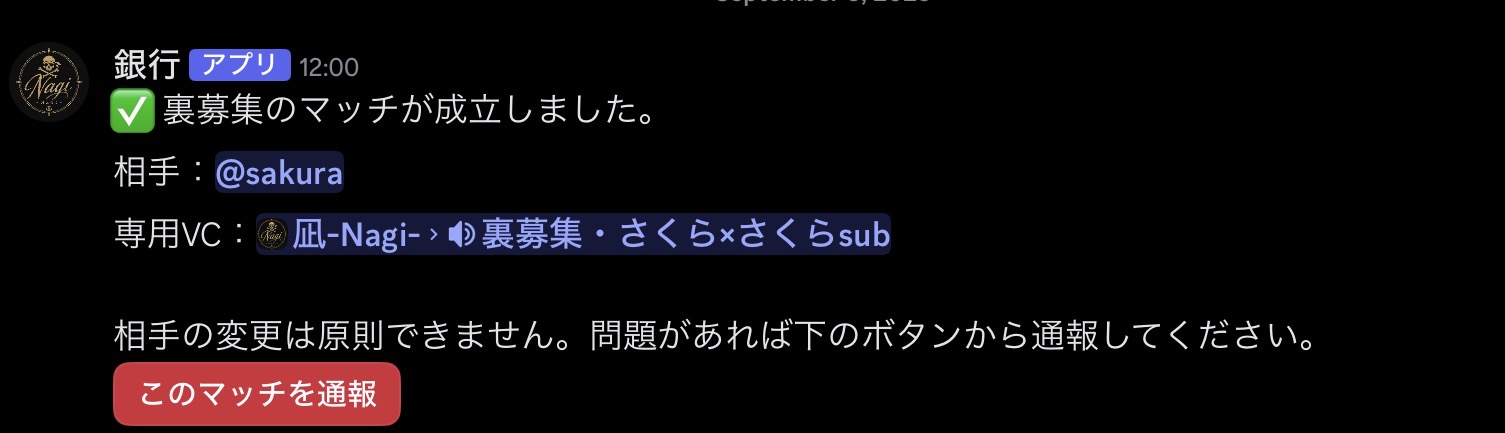 銀行 アプリ 12:00
✅ 裏募集のマッチが成立しました。
相手：@sakura
専用VC：凪-Nagi- › 裏募集・さくら×さくらsub
相手の変更は原則できません。問題があれば下のボタンから通報してください。
このマッチを通報